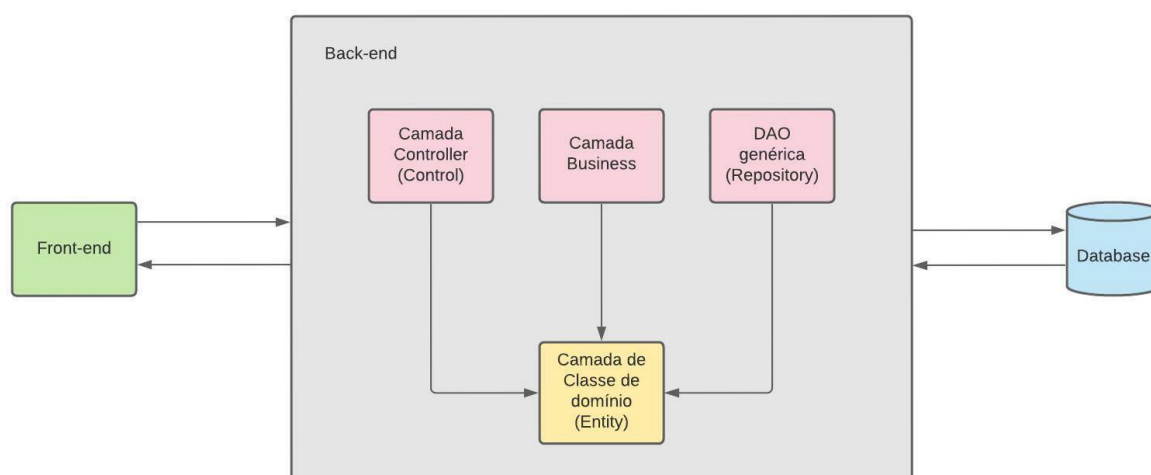 Back-end
Camada
Controller
(Control)
Camada
Business
DAO
genérica
(Repository)
Front-end
Database
Camada de
Classe de
domínio
(Entity)